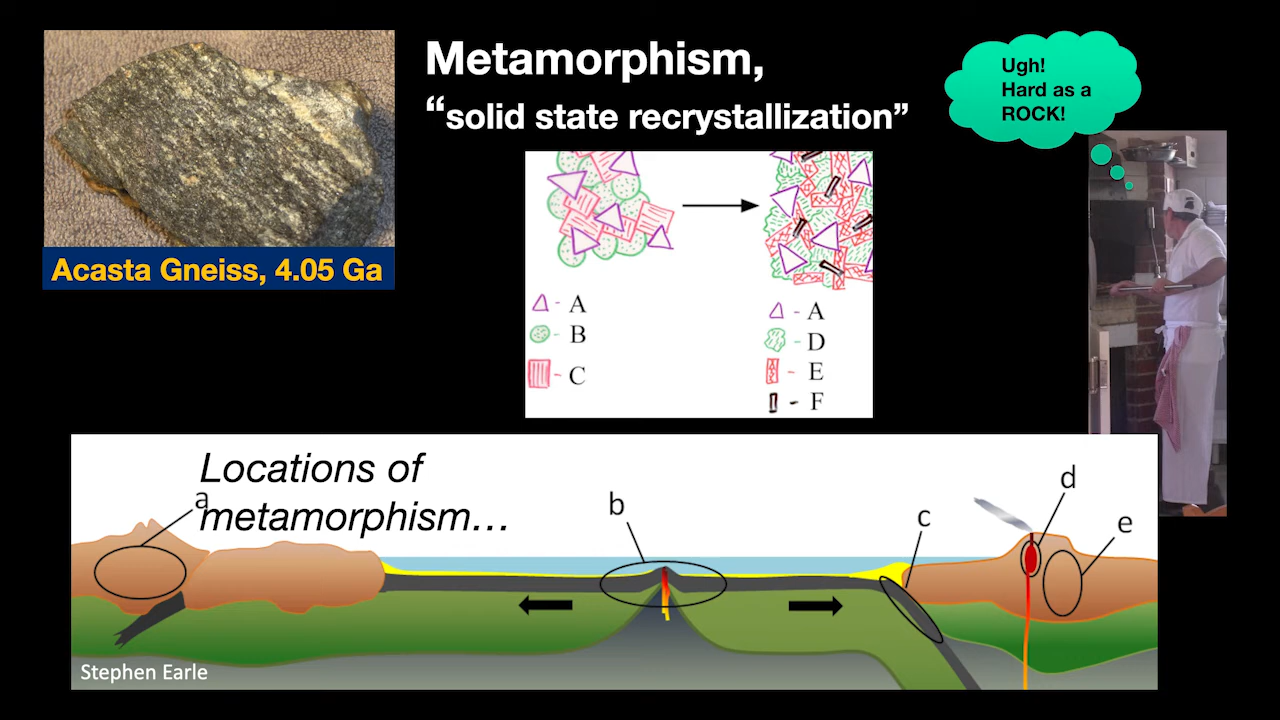 Metamorphism,
“solid state recrystallization”
Ugh!
Hard as a
ROCK!
Acasta Gneiss, 4.05 Ga
A
B
C
A
D
E
F
Locations of
metamorphism…
a
b
c
d
e
Stephen Earle